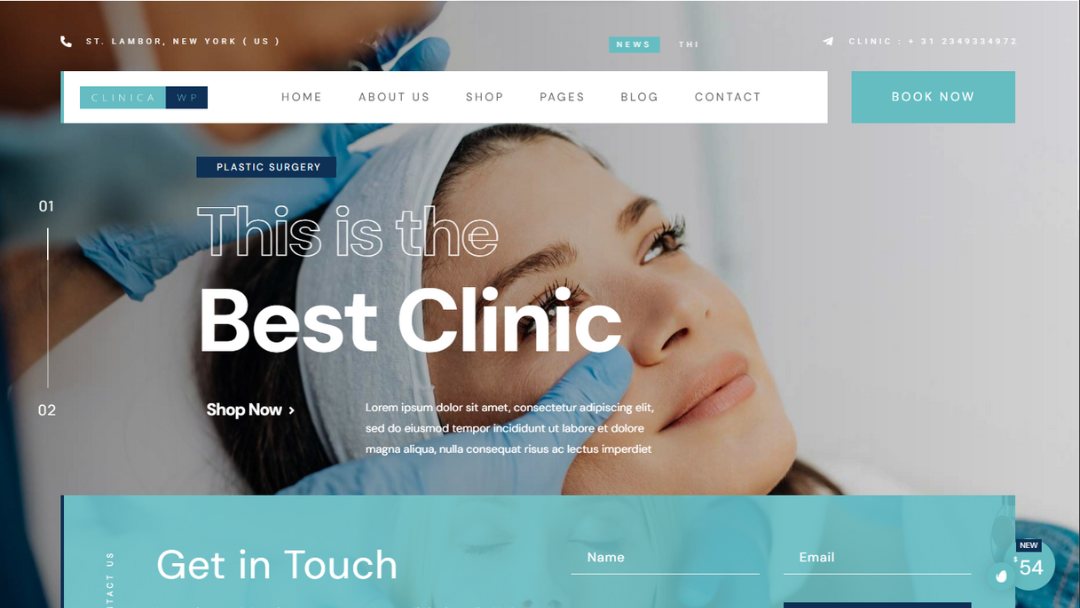 ST. LAMBOR, NEW YORK ( US )
NEWS THI
CLINIC : + 31 2349334972
CLINICA WP
HOME ABOUT US SHOP PAGES BLOG CONTACT
BOOK NOW
PLASTIC SURGERY
01
This is the
Best Clinic
02
Shop Now ›
Lorem ipsum dolor sit amet, consectetur adipiscing elit,
sed do eiusmod tempor incididunt ut labore et dolore
magna aliqua, nulla consequat risus ac lectus imperdiet
TACT US
Get in Touch
Name
Email
NEW
$54